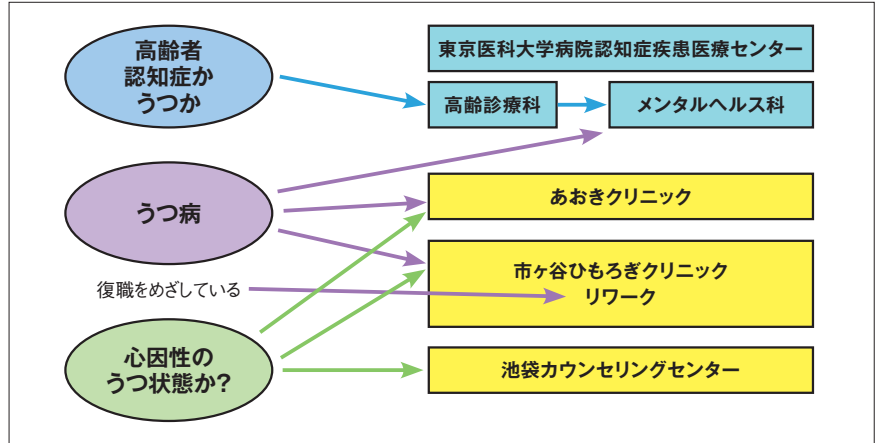 高齢者
認知症か
うつか
東京医科大学病院認知症疾患医療センター
高齢診療科
メンタルヘルス科
うつ病
あおきクリニック
市ヶ谷ひもろぎクリニック
リワーク
復職をめざしている
心因性の
うつ状態か?
池袋カウンセリングセンター